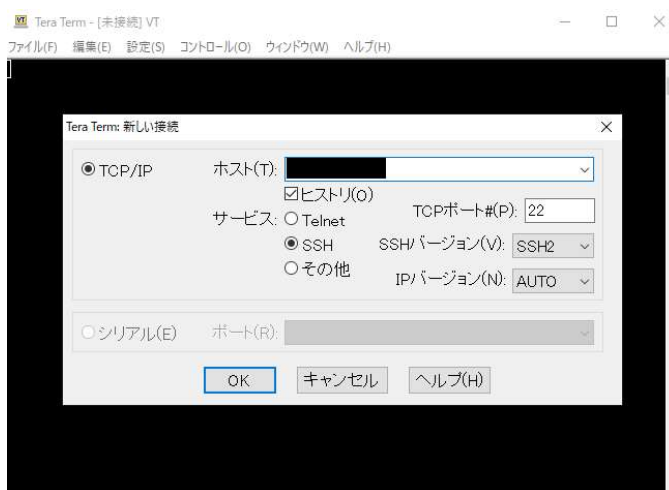 VT Tera Term - [未接続] VT
ファイル(F) 編集(E) 設定(S) コントロール(O) ウィンドウ(W) ヘルプ(H)
Tera Term: 新しい接続
TCP/IP ホスト(T):
ヒストリ(O)
サービス: Telnet TCPポート#(P): 22
SSH SSHバージョン(V): SSH2
その他 IPバージョン(N): AUTO
シリアル(E) ポート(R):
OK キャンセル ヘルプ(H)